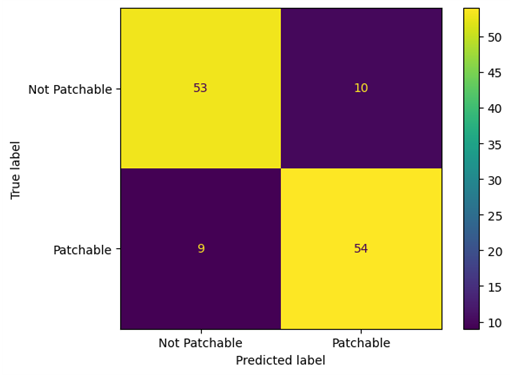 53 10
Not Patchable
9 54
Patchable
True label
Not Patchable Patchable
Predicted label
50
45
40
35
30
25
20
15
10